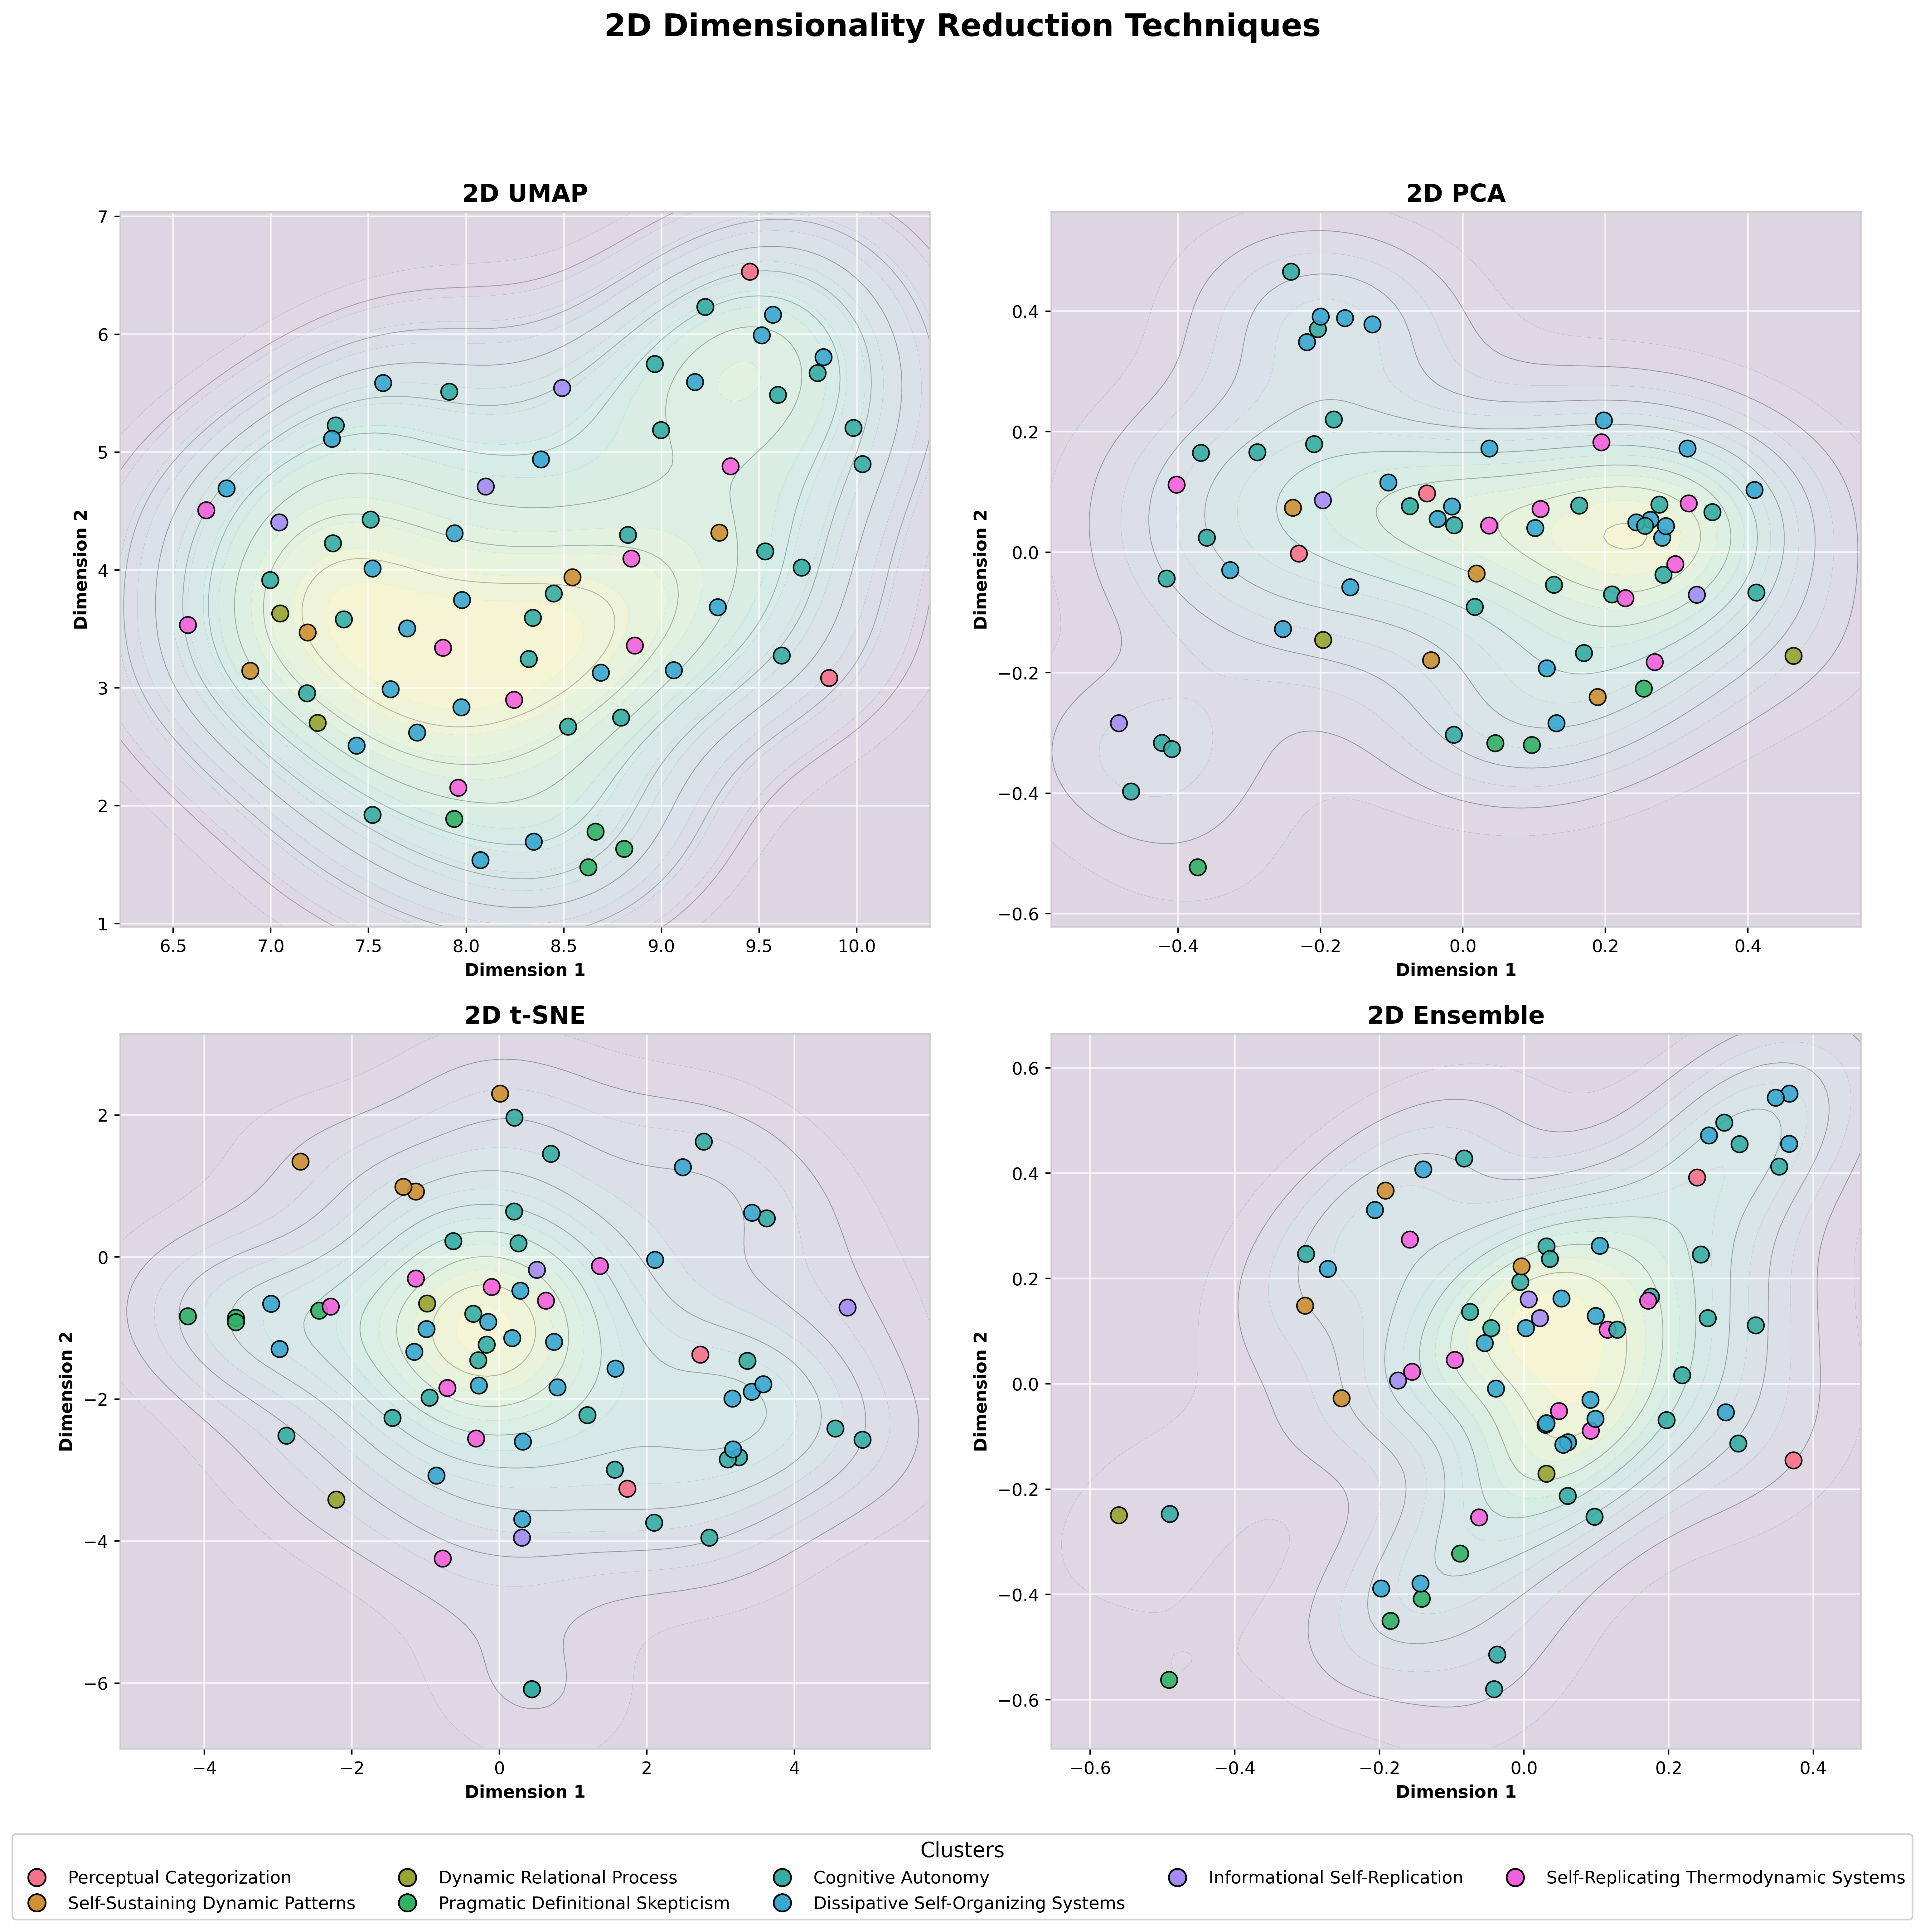 2D Dimensionality Reduction Techniques
2D UMAP
7
6
5
4
3
2
1
Dimension 2
6.5 7.0 7.5 8.0 8.5 9.0 9.5 10.0
Dimension 1
2D PCA
0.4
0.2
0.0
−0.2
−0.4
−0.6
Dimension 2
−0.4 −0.2 0.0 0.2 0.4
Dimension 1
2D t-SNE
2
0
−2
−4
−6
Dimension 2
−4 −2 0 2 4
Dimension 1
2D Ensemble
0.6
0.4
0.2
0.0
−0.2
−0.4
−0.6
Dimension 2
−0.6 −0.4 −0.2 0.0 0.2 0.4
Dimension 1
Clusters
Perceptual Categorization Dynamic Relational Process Cognitive Autonomy Informational Self-Replication Self-Replicating Thermodynamic Systems
Self-Sustaining Dynamic Patterns Pragmatic Definitional Skepticism Dissipative Self-Organizing Systems